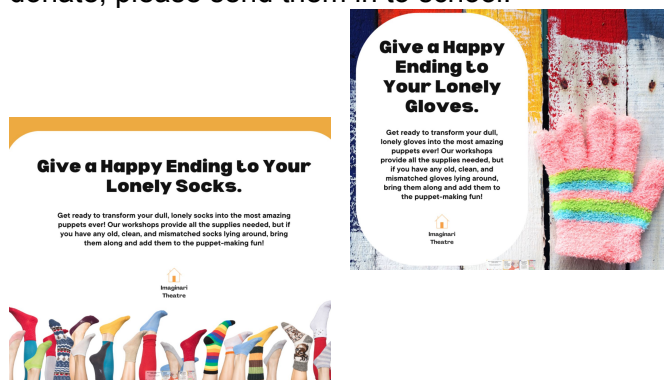 donate, please send them in to school.
Give a Happy Ending to Your
Lonely Socks.
Get ready to transform your dull, lonely socks into the most amazing
puppets ever! Our workshops provide all the supplies needed, but if
you have any old, clean, and mismatched socks lying around, bring
them along and add them to the puppet-making fun!
Imaginari
Theatre
Give a Happy
Ending to
Your Lonely
Gloves.
Get ready to transform your dull,
lonely gloves into the most amazing
puppets ever! Our workshops
provide all the supplies needed, but
if you have any old, clean, and
mismatched gloves lying around,
bring them along and add them to
the puppet-making fun!
Imaginari
Theatre